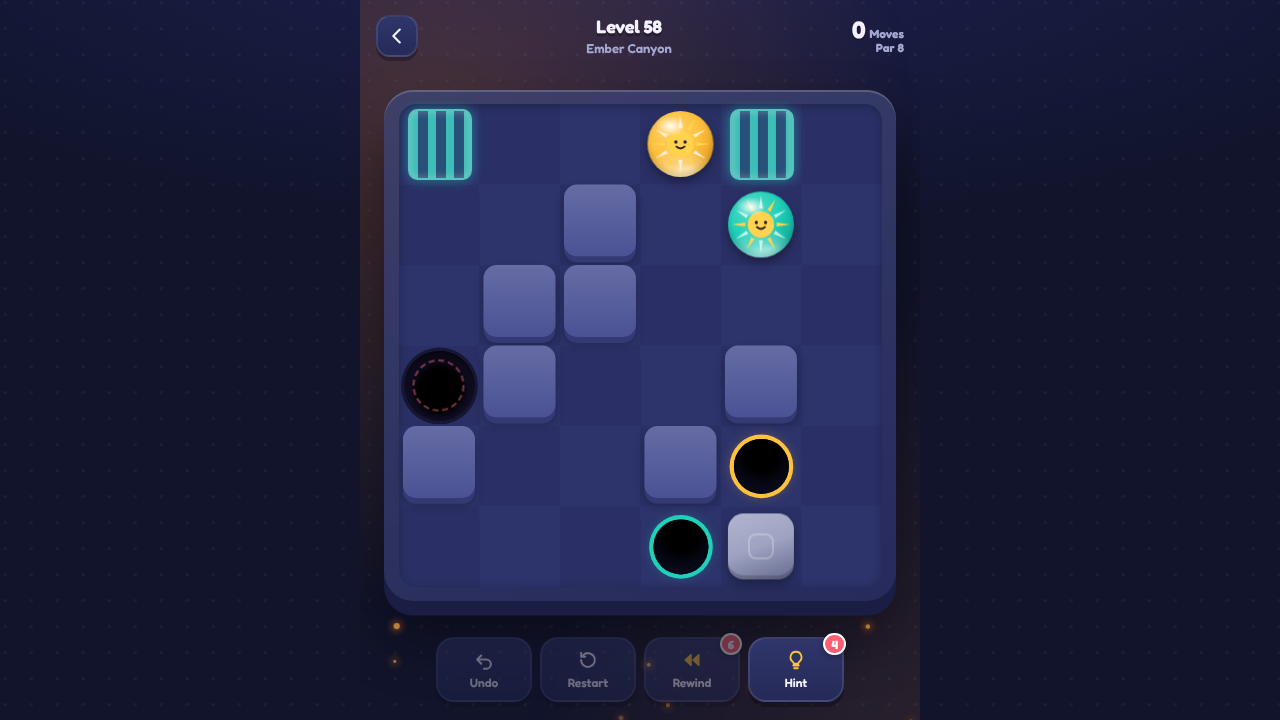 Level 58
Ember Canyon
0 Moves
Par 8
Undo
Restart
6
Rewind
4
Hint